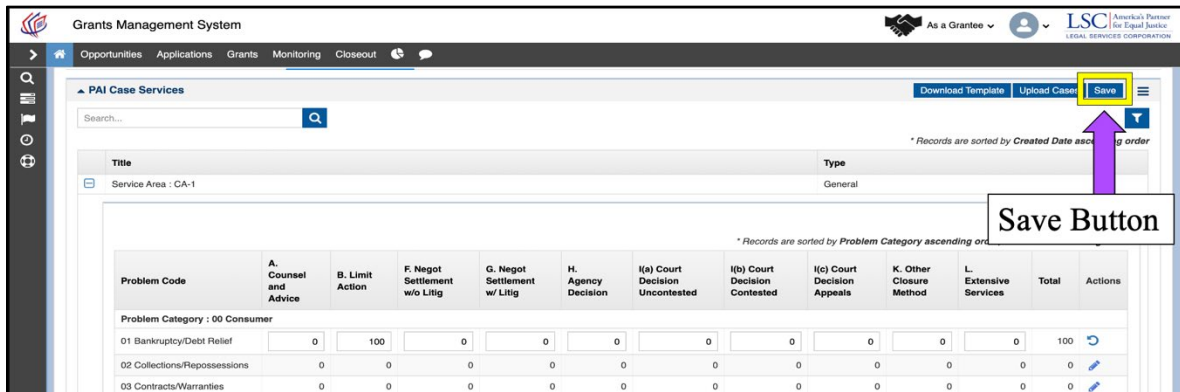 Grants Management System
As a Grantee
LSC America's Partner for Equal Justice
LEGAL SERVICES CORPORATION
Opportunities Applications Grants Monitoring Closeout
PAI Case Services
Download Template Upload Cases Save
Search...
* Records are sorted by Created Date ascending order
Title Type
Service Area : CA-1 General
Save Button
* Records are sorted by Problem Category ascending
Problem Code A. Counsel and Advice B. Limit Action F. Negot Settlement w/o Litig G. Negot Settlement w/ Litig H. Agency Decision I(a) Court Decision Uncontested I(b) Court Decision Contested I(c) Court Decision Appeals K. Other Closure Method L. Extensive Services Total Actions
Problem Category : 00 Consumer
01 Bankruptcy/Debt Relief 0 100 0 0 0 0 0 0 0 0 100
02 Collections/Repossessions 0 0 0 0 0 0 0 0 0 0 0
03 Contracts/Warranties 0 0 0 0 0 0 0 0 0 0 0